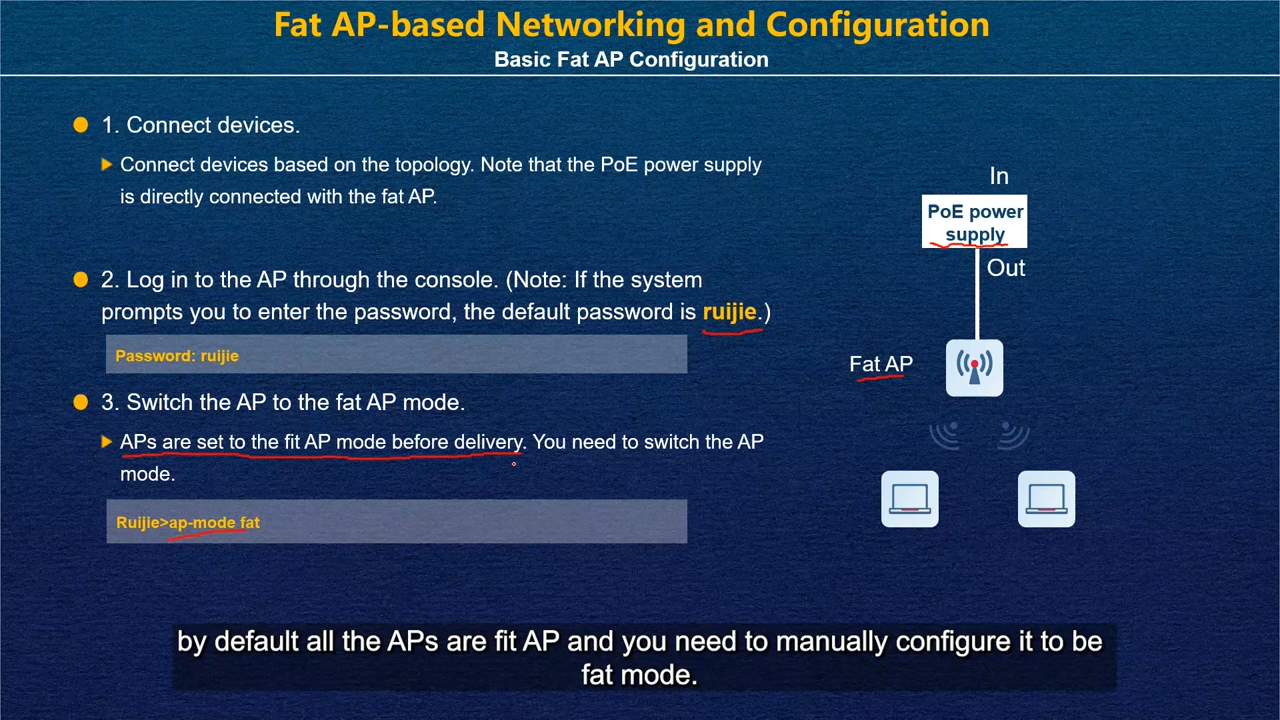 Fat AP-based Networking and Configuration
Basic Fat AP Configuration
1. Connect devices.
Connect devices based on the topology. Note that the PoE power supply
is directly connected with the fat AP.
2. Log in to the AP through the console. (Note: If the system
prompts you to enter the password, the default password is ruijie.)
Password: ruijie
3. Switch the AP to the fat AP mode.
APs are set to the fit AP mode before delivery. You need to switch the AP
mode.
Ruijie>ap-mode fat
In
PoE power
supply
Out
Fat AP
by default all the APs are fit AP and you need to manually configure it to be
fat mode.